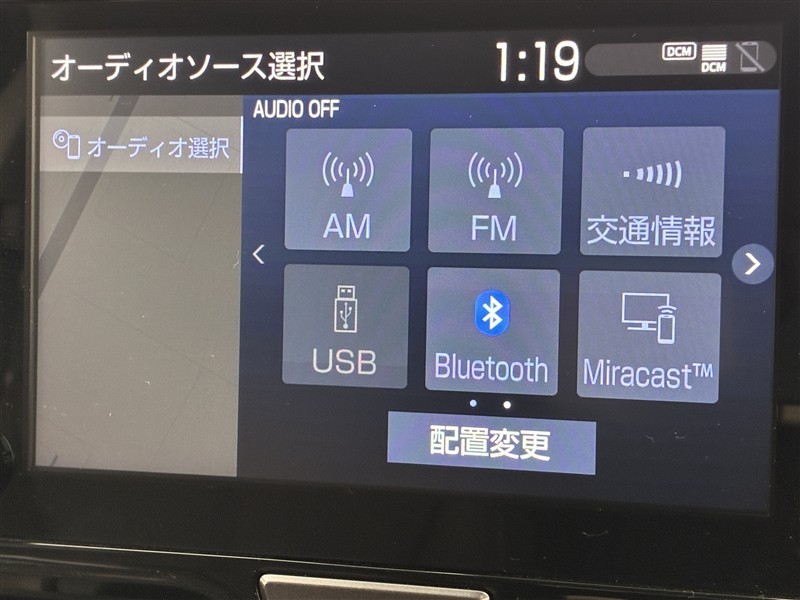 オーディオソース選択 1:19 DCM DCM
AUDIO OFF
オーディオ選択
AM FM 交通情報
USB Bluetooth Miracast™
配置変更